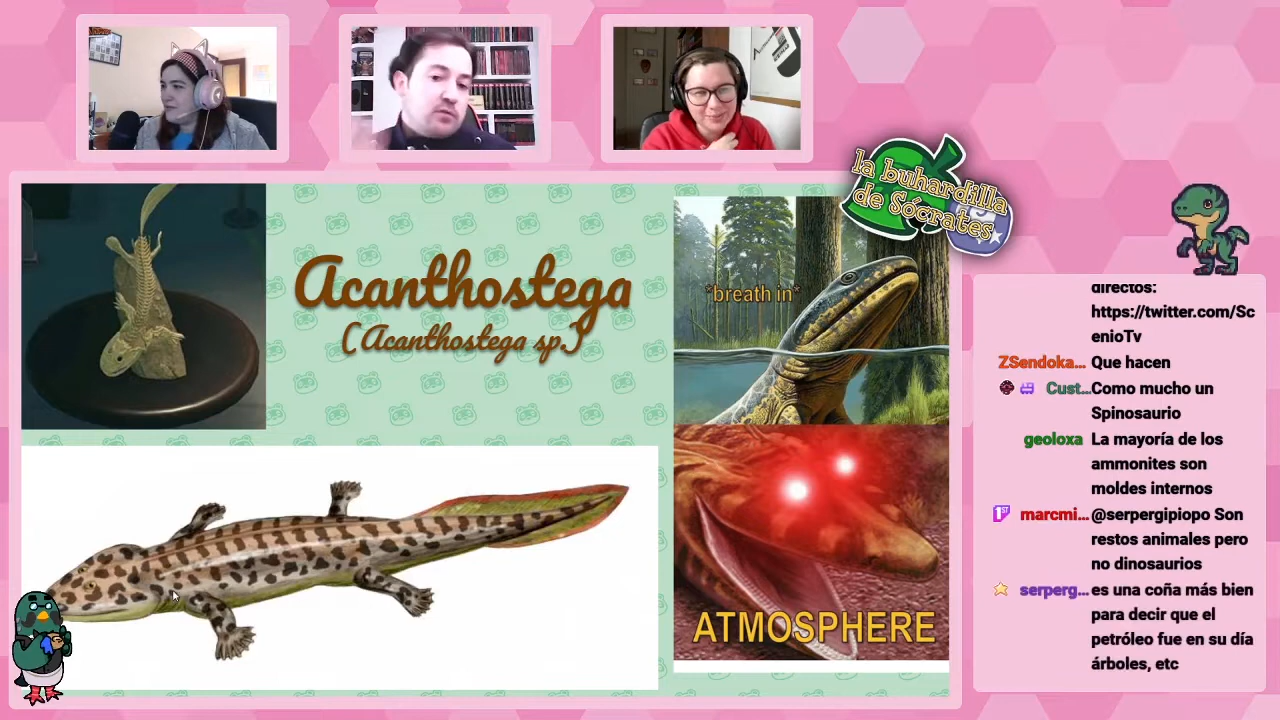 la buhardilla
de Sócrates
Acanthostega
(Acanthostega sp.)
*breath in*
ATMOSPHERE
directos:
https://twitter.com/Sc
enioTv
ZSendoka... Que hacen
Cust... Como mucho un
Spinosaurio
geoloxa La mayoría de los
ammonites son
moldes internos
1ST marcmi... @serpergipiopo Son
restos animales pero
no dinosaurios
serperg... es una coña más bien
para decir que el
petróleo fue en su día
árboles, etc